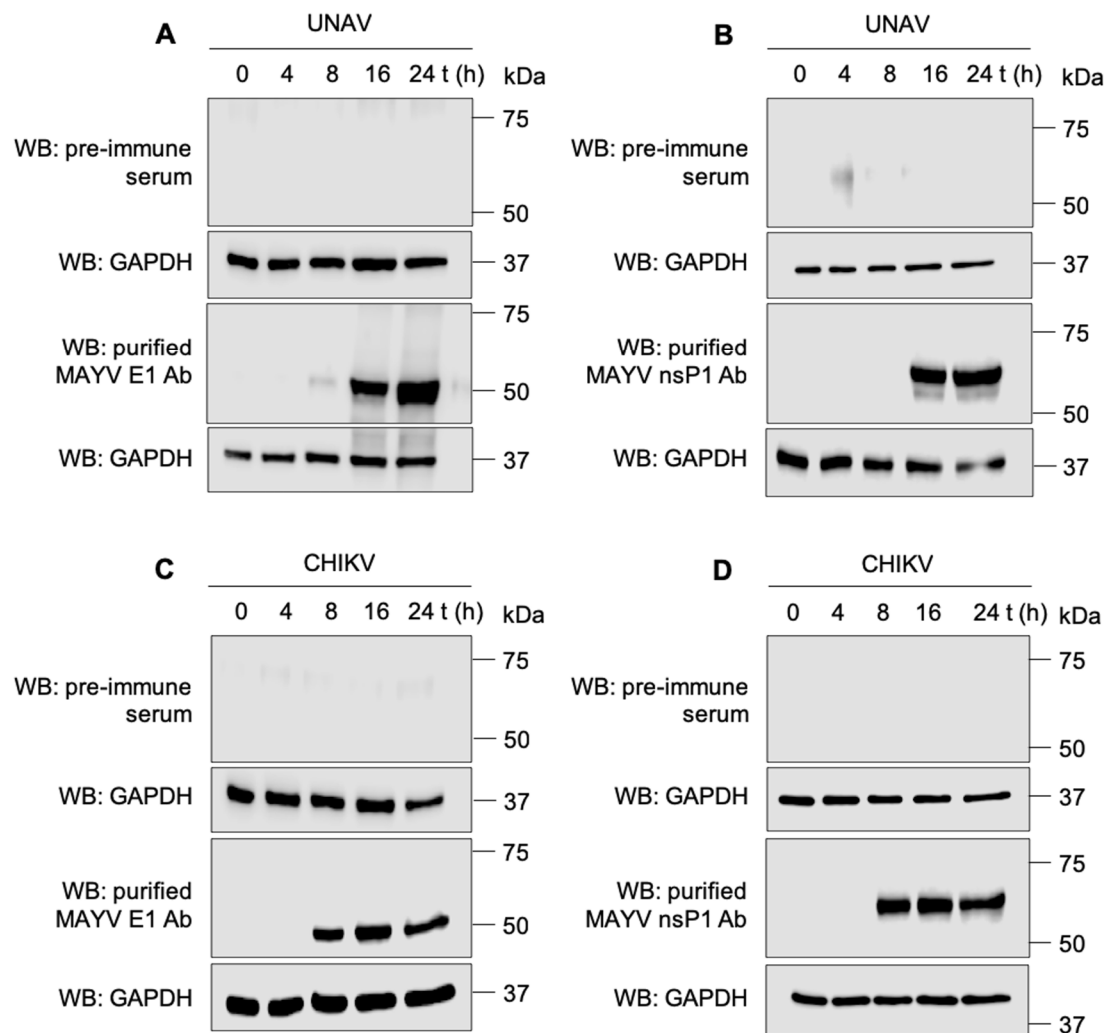 A
UNAV
0 4 8 16 24 t (h) kDa
WB: pre-immune
serum
75
50
WB: GAPDH
37
WB: purified
MAYV E1 Ab
75
50
WB: GAPDH
37
B
UNAV
0 4 8 16 24 t (h) kDa
WB: pre-immune
serum
75
50
WB: GAPDH
37
WB: purified
MAYV nsP1 Ab
75
50
WB: GAPDH
37
C
CHIKV
0 4 8 16 24 t (h) kDa
WB: pre-immune
serum
75
50
WB: GAPDH
37
WB: purified
MAYV E1 Ab
75
50
WB: GAPDH
37
D
CHIKV
0 4 8 16 24 t (h) kDa
WB: pre-immune
serum
75
50
WB: GAPDH
37
WB: purified
MAYV nsP1 Ab
75
50
WB: GAPDH
37